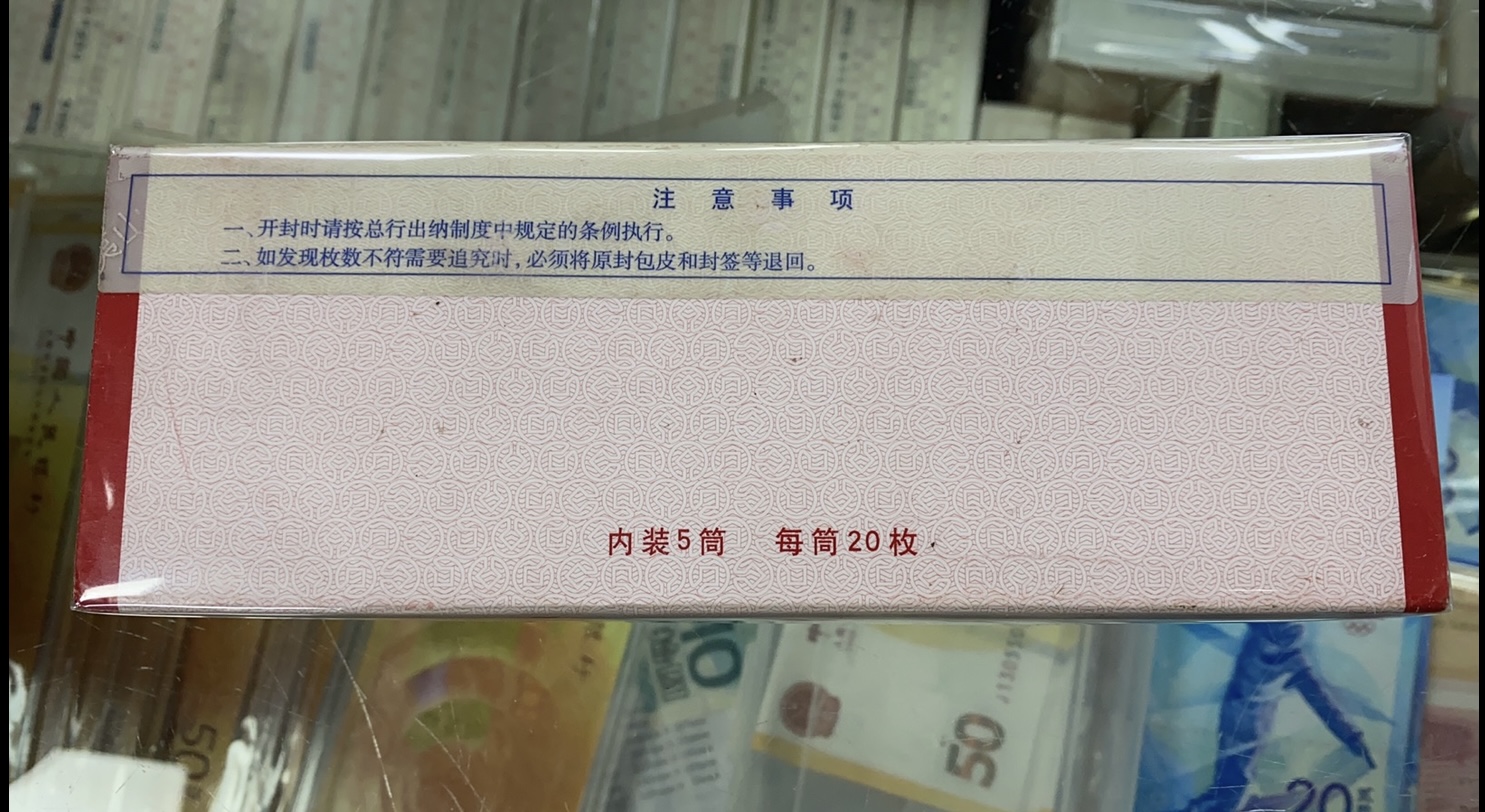 注意事项
一、开封时请按总行出纳制度中规定的条例执行。
二、如发现枚数不符需要追究时,必须将原封包皮和封签等退回。
内装5筒 每筒20枚
50
50
20